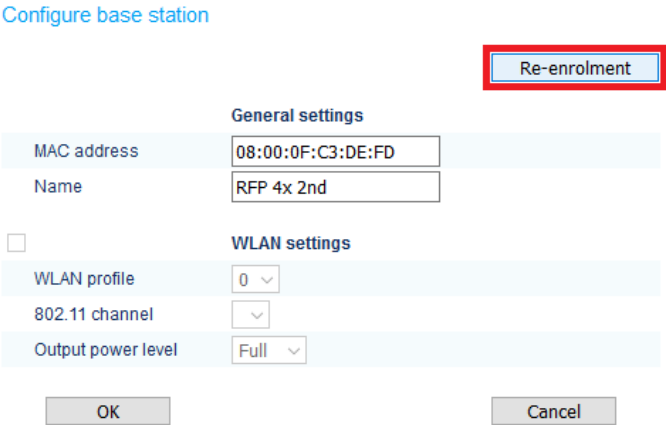 Configure base station
Re-enrolment
General settings
MAC address 08:00:0F:C3:DE:FD
Name RFP 4x 2nd
WLAN settings
WLAN profile 0
802.11 channel
Output power level Full
OK Cancel